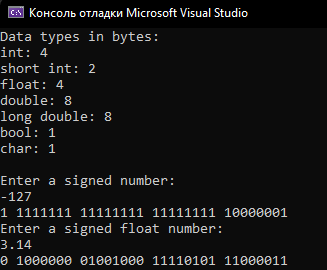 Консоль отладки Microsoft Visual Studio
Data types in bytes:
int: 4
short int: 2
float: 4
double: 8
long double: 8
bool: 1
char: 1
Enter a signed number:
-127
1 1111111 11111111 11111111 10000001
Enter a signed float number:
3.14
0 1000000 01001000 11110101 11000011